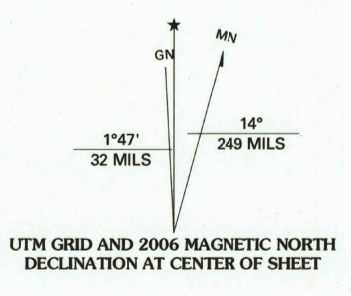 ★
GN
MN
1°47'
32 MILS
14°
249 MILS
UTM GRID AND 2006 MAGNETIC NORTH
DECLINATION AT CENTER OF SHEET